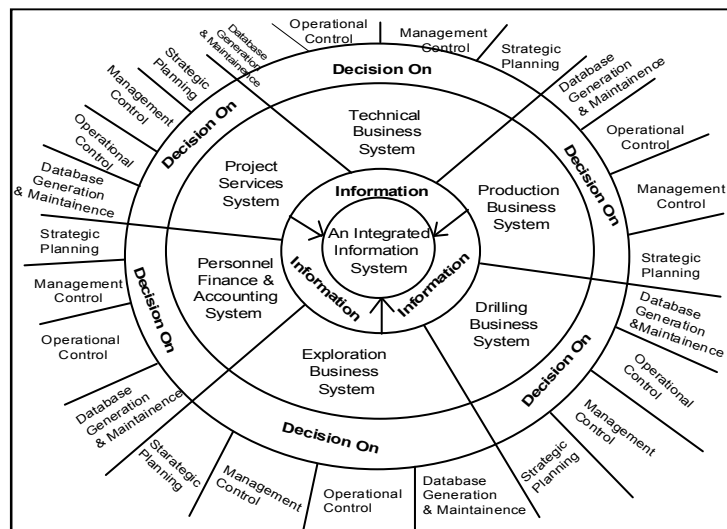 Operational
Control
Management
Control
Strategic
Planning
Database
Generation
& Maintainence
Operational
Control
Management
Control
Strategic
Planning
Database
Generation
&Maintainence
Operational
Control
Management
Control
Strategic
Planning
Database
Generation
& Maintainence
Operational
Control
Management
Control
Starategic
Planning
Database
Generation
& Maintainence
Operational
Control
Management
Control
Strategic
Planning
Database
Generation
& Maintainence
Operational
Control
Management
Control
Strategic
Planning
Database
Generation
& Maintainence
Decision On
Decision On
Decision On
Decision On
Decision On
Decision On
Technical
Business
System
Production
Business
System
Drilling
Business
System
Exploration
Business
System
Personnel
Finance &
Accounting
System
Project
Services
System
Information
Information
Information
An Integrated
Information
System